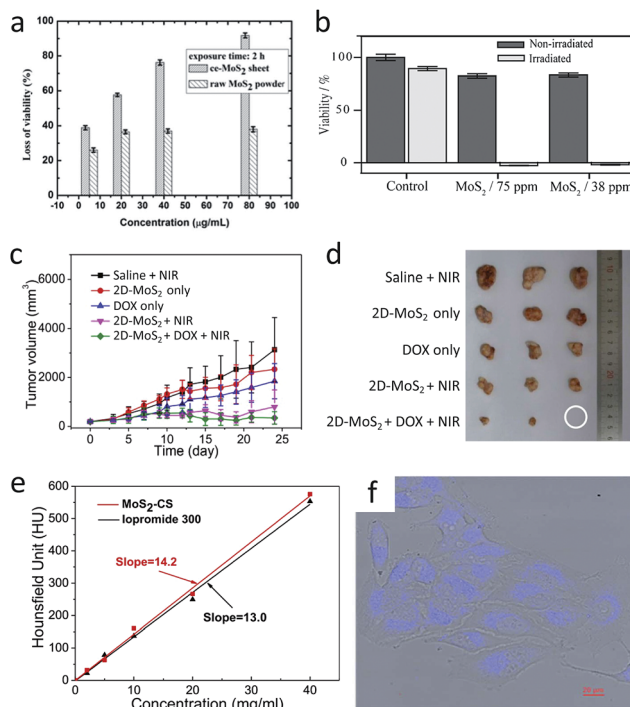 a
Loss of viability (%)
100
80
60
40
20
0
exposure time: 2 h
ce-MoS2 sheet
raw MoS2 powder
-10 0 10 20 30 40 50 60 70 80 90 100
Concentration (μg/mL)
b
Viability / %
100
50
0
Non-irradiated
Irradiated
Control
MoS2 / 75 ppm
MoS2 / 38 ppm
c
Tumor volume (mm3)
6000
4000
2000
0
Saline + NIR
2D-MoS2 only
DOX only
2D-MoS2 + NIR
2D-MoS2 + DOX + NIR
0 5 10 15 20 25
Time (day)
d
Saline + NIR
2D-MoS2 only
DOX only
2D-MoS2 + NIR
2D-MoS2 + DOX + NIR
e
Hounsfield Unit (HU)
600
500
400
300
200
100
0
MoS2-CS
Iopromide 300
Slope=14.2
Slope=13.0
0 10 20 30 40
Concentration (mg/ml)
f